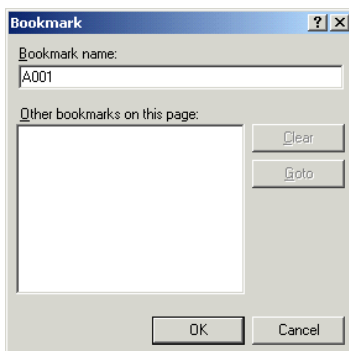 Bookmark
Bookmark name:
A001
Other bookmarks on this page:
Clear
Goto
OK
Cancel